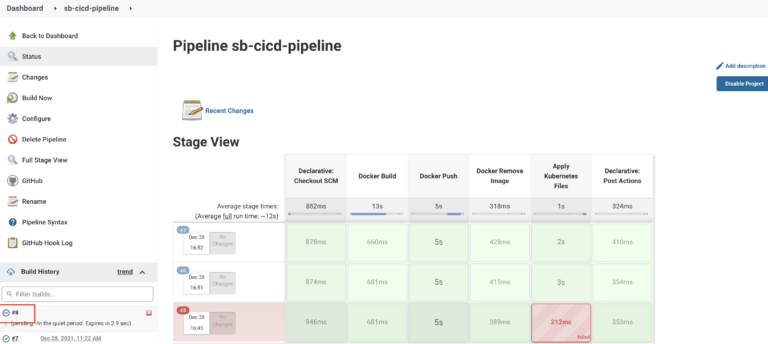 Dashboard sb-cicd-pipeline
Back to Dashboard
Status
Changes
Build Now
Configure
Delete Pipeline
Full Stage View
GitHub
Rename
Pipeline Syntax
GitHub Hook Log
Build History trend
Filter builds...
#8
(pending—In the quiet period. Expires in 2.9 sec)
#7 Dec 28, 2021, 11:22 AM
Pipeline sb-cicd-pipeline
Add description
Disable Project
Recent Changes
Stage View
Declarative: Checkout SCM
Docker Build
Docker Push
Docker Remove Image
Apply Kubernetes Files
Declarative: Post Actions
Average stage times: 852ms 13s 5s 318ms 1s 324ms
(Average full run time: ~12s)
#7
Dec 28 No Changes
16:52
878ms 660ms 5s 428ms 2s 410ms
#6
Dec 28 No Changes
16:51
874ms 681ms 5s 415ms 3s 354ms
#5
Dec 28 No Changes
16:45
946ms 681ms 5s 389ms 212ms 353ms
failed